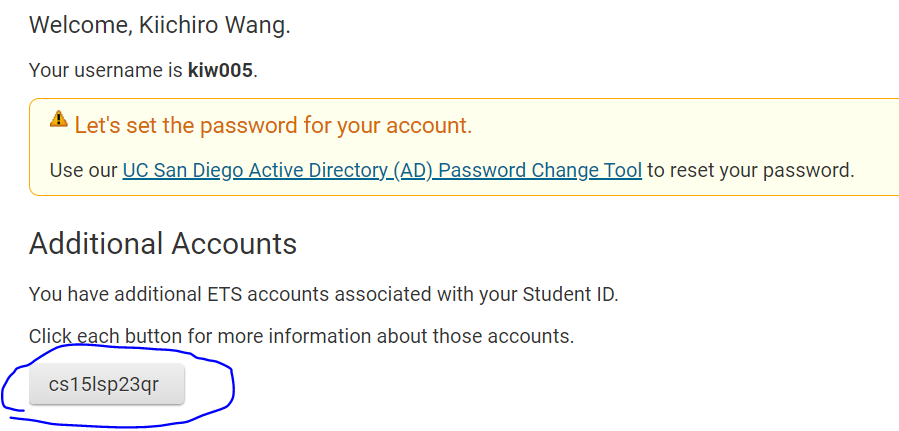 Welcome, Kiichiro Wang.
Your username is kiw005.
Let's set the password for your account.
Use our UC San Diego Active Directory (AD) Password Change Tool to reset your password.
Additional Accounts
You have additional ETS accounts associated with your Student ID.
Click each button for more information about those accounts.
cs15lsp23qr